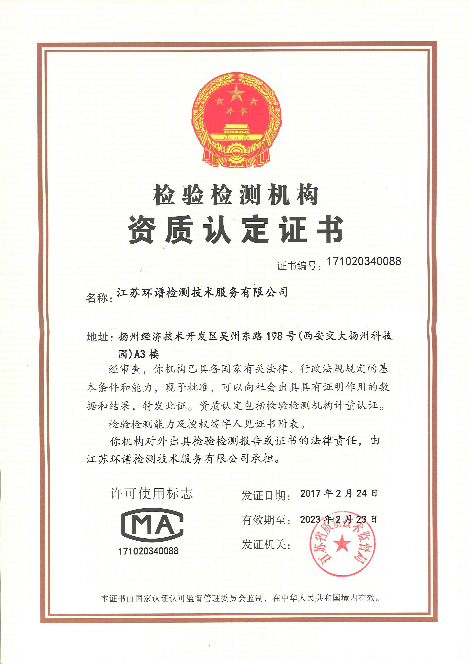 检验检测机构
资质认定证书
证书编号：171020340088
名称：江苏环谱检测技术服务有限公司
地址：扬州经济技术开发区吴州东路198号(西安交大扬州科技
园)A3楼
经审查，你机构已具备国家有关法律、行政法规规定的基
本条件和能力，现予批准，可以向社会出具具有证明作用的数
据和结果，特发此证。资质认定包括检验检测机构计量认证。
检验检测能力及授权签字人见证书附表。
你机构对外出具检验检测报告或证书的法律责任，由
江苏环谱检测技术服务有限公司承担。
许可使用标志
MA
171020340088
发证日期：2017年2月24日
有效期至：2023年2月23日
发证机关：
江苏省质量技术监督局
本证书由国家认证认可监督管理委员会监制，在中华人民共和国境内有效。